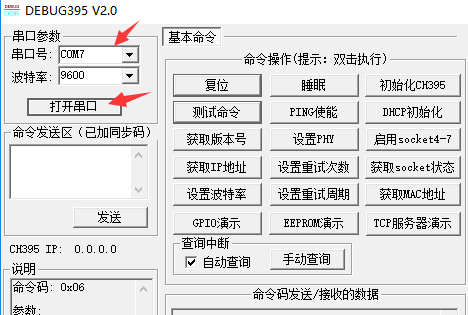 DEBUG395 V2.0
串口参数
串口号: COM7
波特率: 9600
打开串口
命令发送区(已加同步码)
发送
CH395 IP: 0.0.0.0
说明
命令码: 0x06
参数:
基本命令
命令操作(提示: 双击执行)
复位 睡眠 初始化CH395
测试命令 PING使能 DHCP初始化
获取版本号 设置PHY 启用socket4-7
获取IP地址 设置重试次数 获取socket状态
设置波特率 设置重试周期 获取MAC地址
GPIO演示 EEPROM演示 TCP服务器演示
查询中断
自动查询 手动查询
命令码发送/接收的数据